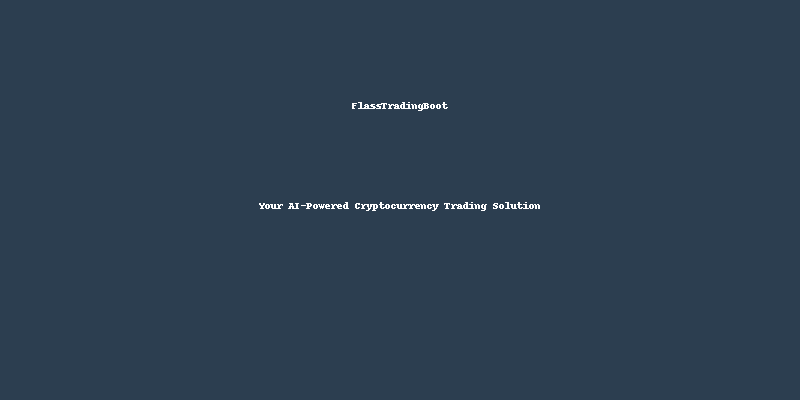 FlassTradingBoot
Your AI-Powered Cryptocurrency Trading Solution